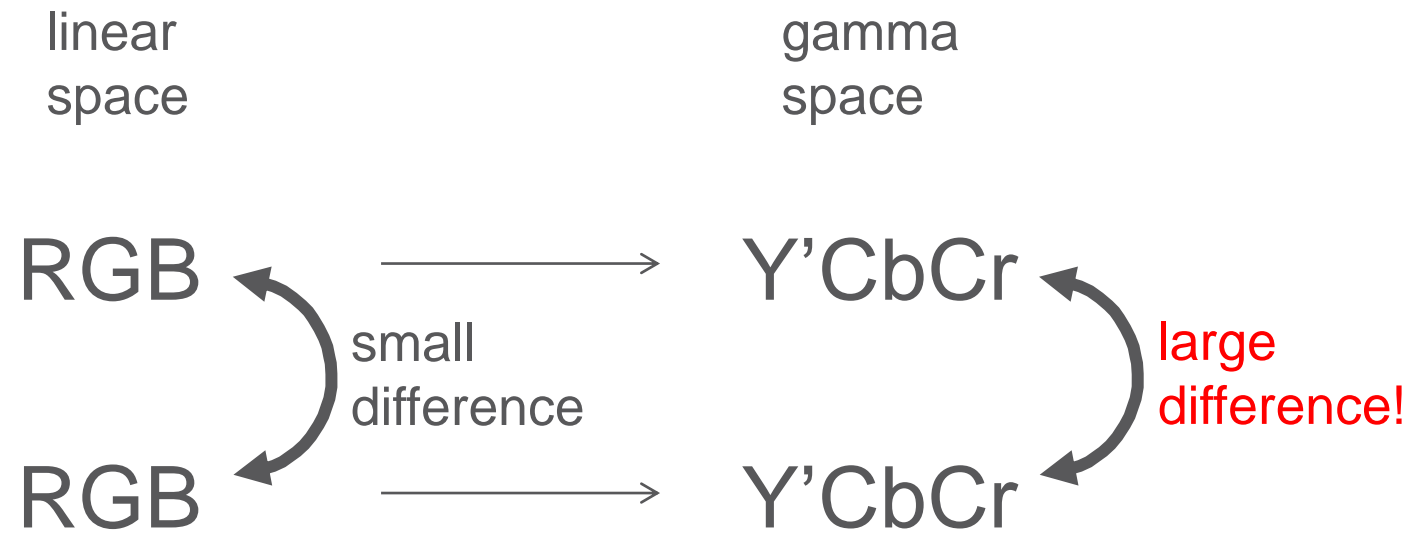 linear
space
gamma
space
RGB
Y’CbCr
small
difference
large
difference!
RGB
Y’CbCr